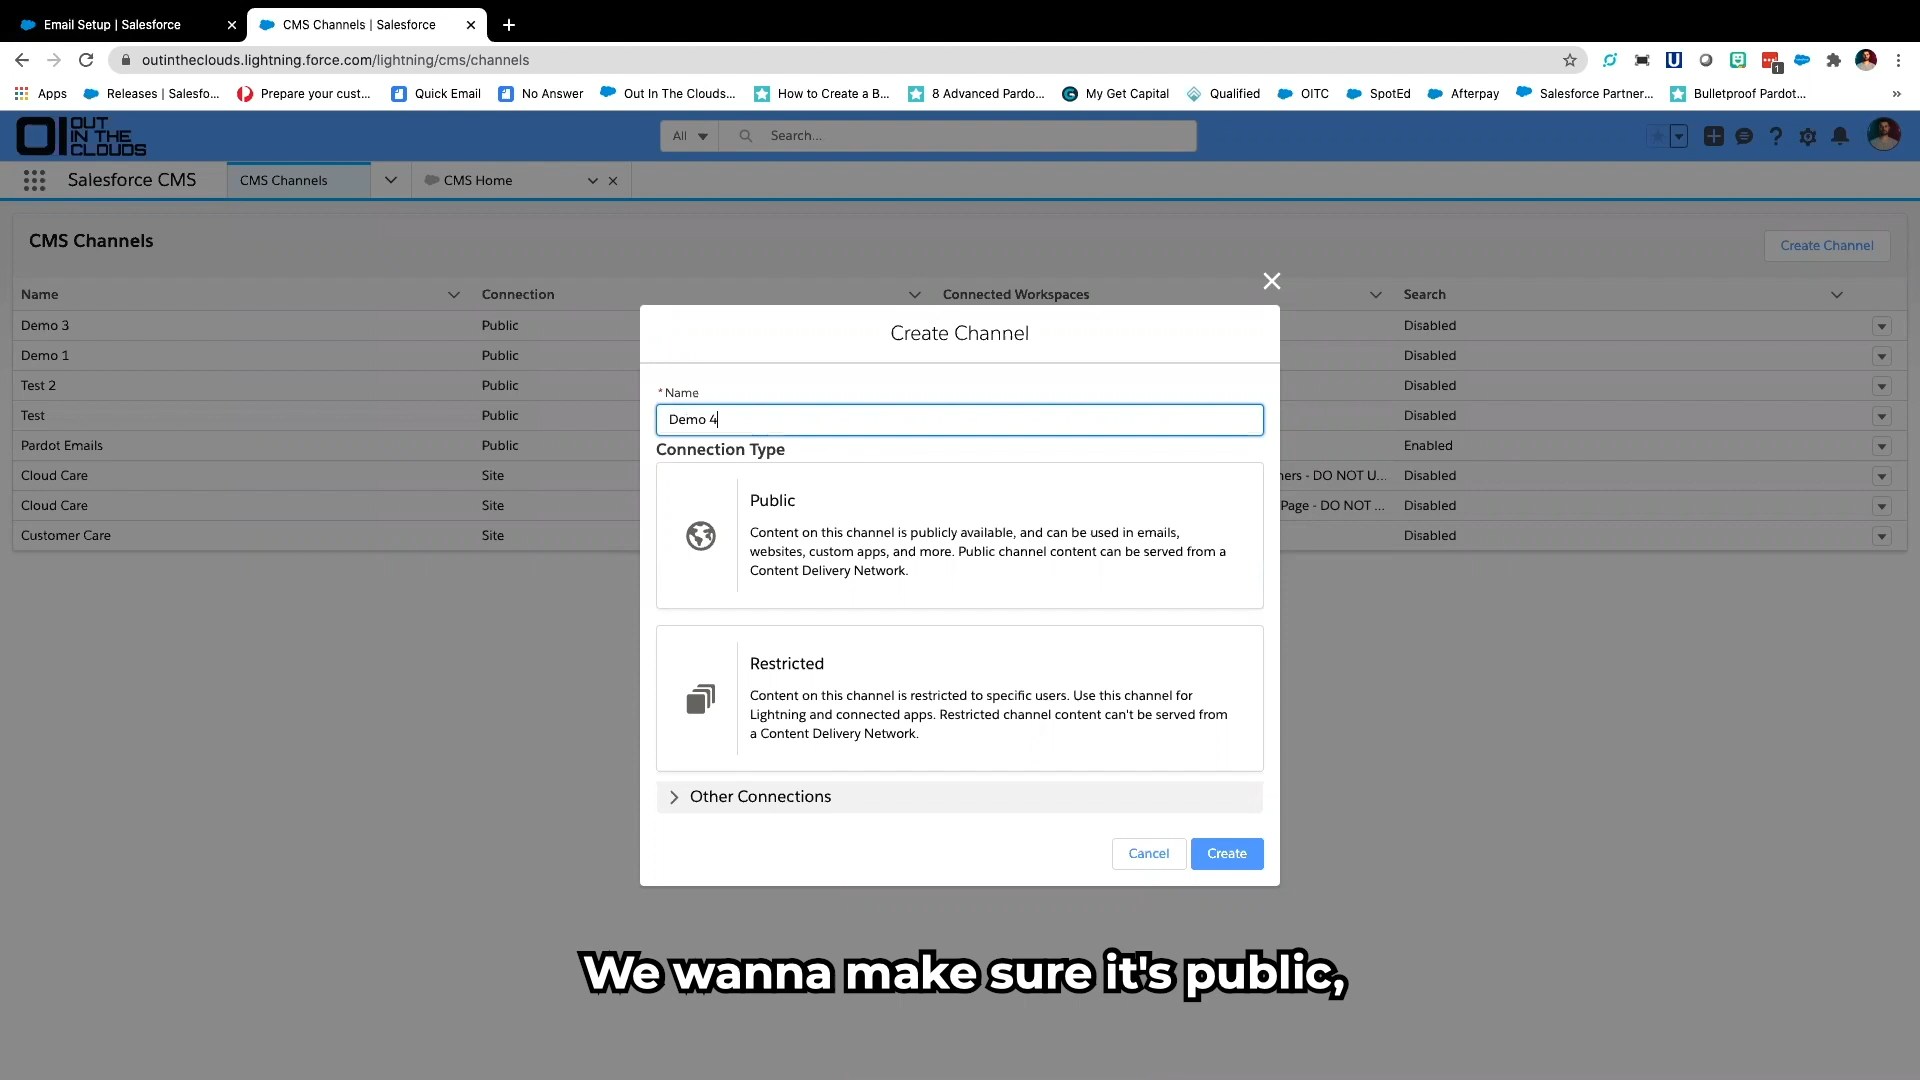 Email Setup | Salesforce
CMS Channels | Salesforce
outintheclouds.lightning.force.com/lightning/cms/channels
1
Apps
Releases | Salesfo...
Prepare your cust...
Quick Email
No Answer
Out In The Clouds...
How to Create a B...
8 Advanced Pardo...
My Get Capital
Qualified
OITC
SpotEd
Afterpay
Salesforce Partner...
Bulletproof Pardot...
OUT
IN THE
CLOUDS
All
Search...
Salesforce CMS
CMS Channels
CMS Home
CMS Channels
Create Channel
Name
Connection
Connected Workspaces
Search
Demo 3
Public
Disabled
Demo 1
Public
Disabled
Test 2
Public
Disabled
Test
Public
Disabled
Pardot Emails
Public
Enabled
Cloud Care
Site
ners - DO NOT U...
Disabled
Cloud Care
Site
Page - DO NOT ...
Disabled
Customer Care
Site
Disabled
Create Channel
* Name
Demo 4
Connection Type
Public
Content on this channel is publicly available, and can be used in emails,
websites, custom apps, and more. Public channel content can be served from a
Content Delivery Network.
Restricted
Content on this channel is restricted to specific users. Use this channel for
Lightning and connected apps. Restricted channel content can't be served from
a Content Delivery Network.
Other Connections
Cancel
Create
We wanna make sure it's public,